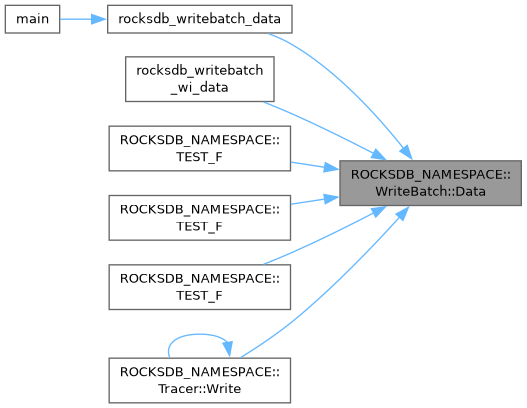 main
rocksdb_writebatch_data
rocksdb_writebatch
_wi_data
ROCKSDB_NAMESPACE::
TEST_F
ROCKSDB_NAMESPACE::
WriteBatch::Data
ROCKSDB_NAMESPACE::
TEST_F
ROCKSDB_NAMESPACE::
TEST_F
ROCKSDB_NAMESPACE::
Tracer::Write